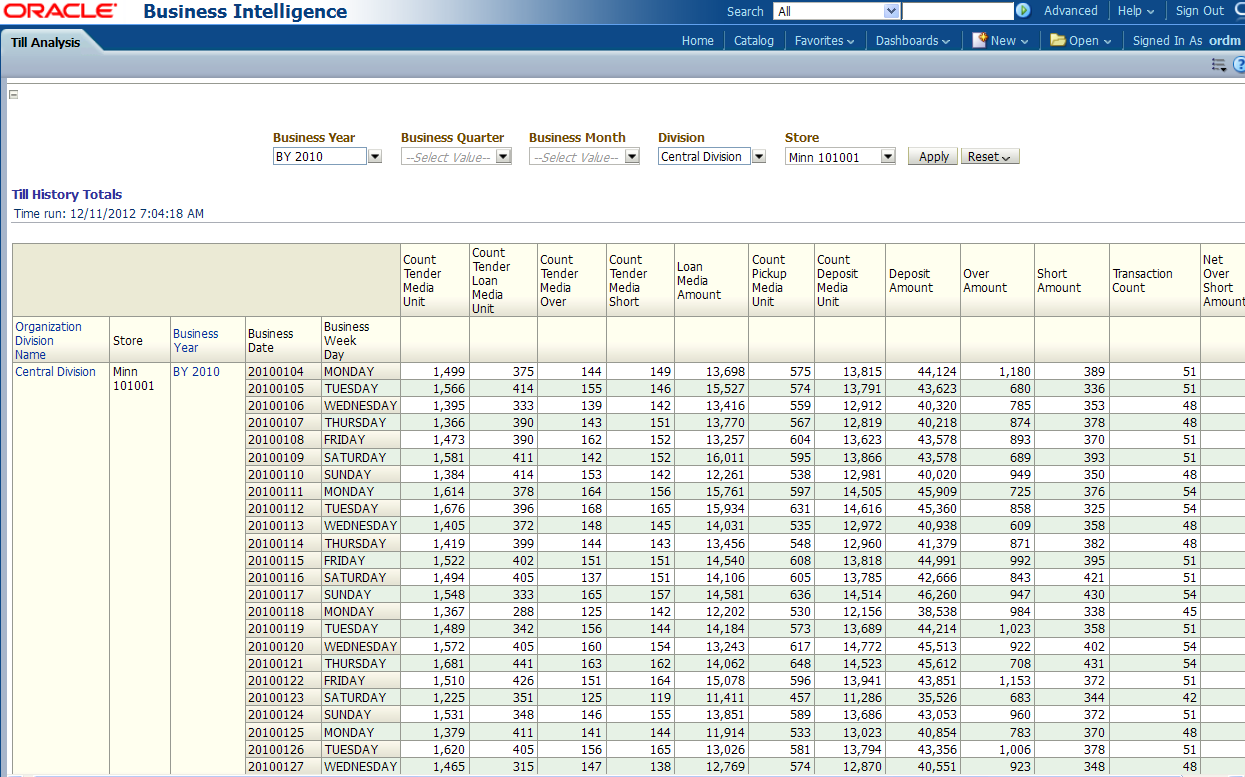 ORACLE Business Intelligence Search All Advanced Help Sign Out
Till Analysis Home Catalog Favorites Dashboards New Open Signed In As ordm
Business Year Business Quarter Business Month Division Store
BY 2010 --Select Value-- --Select Value-- Central Division Minn 101001 Apply Reset
Till History Totals
Time run: 12/11/2012 7:04:18 AM
Count Tender Media Unit Count Tender Loan Media Unit Count Tender Media Over Count Tender Media Short Loan Media Amount Count Pickup Media Unit Count Deposit Media Unit Deposit Amount Over Amount Short Amount Transaction Count Net Over Short Amount
Organization Division Name Store Business Year Business Date Business Week Day
Central Division Minn 101001 BY 2010 20100104 MONDAY 1,499 375 144 149 13,698 575 13,815 44,124 1,180 389 51
20100105 TUESDAY 1,566 414 155 146 15,527 574 13,791 43,623 680 336 51
20100106 WEDNESDAY 1,395 333 139 142 13,416 559 12,912 40,320 785 353 48
20100107 THURSDAY 1,366 390 143 151 13,770 567 12,819 40,218 874 378 48
20100108 FRIDAY 1,473 390 162 152 13,257 604 13,623 43,578 893 370 51
20100109 SATURDAY 1,581 411 142 152 16,011 595 13,866 43,578 689 393 51
20100110 SUNDAY 1,384 414 153 142 12,261 538 12,981 40,020 949 350 48
20100111 MONDAY 1,614 378 164 156 15,761 597 14,505 45,909 725 376 54
20100112 TUESDAY 1,676 396 168 165 15,934 631 14,616 45,360 858 325 54
20100113 WEDNESDAY 1,405 372 148 145 14,031 535 12,972 40,938 609 358 48
20100114 THURSDAY 1,419 399 144 143 13,456 548 12,960 41,379 871 382 48
20100115 FRIDAY 1,522 402 151 151 14,540 608 13,818 44,991 992 395 51
20100116 SATURDAY 1,494 405 137 151 14,106 605 13,785 42,666 843 421 51
20100117 SUNDAY 1,548 333 165 157 14,581 636 14,514 46,260 947 430 54
20100118 MONDAY 1,367 288 125 142 12,202 530 12,156 38,538 984 338 45
20100119 TUESDAY 1,489 342 156 144 14,184 573 13,689 44,214 1,023 358 51
20100120 WEDNESDAY 1,572 405 160 154 13,243 617 14,772 45,513 922 402 54
20100121 THURSDAY 1,681 441 163 162 14,062 648 14,523 45,612 708 431 54
20100122 FRIDAY 1,510 426 151 164 15,078 596 13,941 43,851 1,153 372 51
20100123 SATURDAY 1,225 351 125 119 11,411 457 11,286 35,526 683 344 42
20100124 SUNDAY 1,531 348 146 155 13,851 589 13,686 43,053 960 372 51
20100125 MONDAY 1,379 411 141 144 11,914 533 13,023 40,854 783 370 48
20100126 TUESDAY 1,620 405 156 165 13,026 581 13,794 43,356 1,006 378 51
20100127 WEDNESDAY 1,465 315 147 138 12,769 574 12,870 40,551 923 348 48